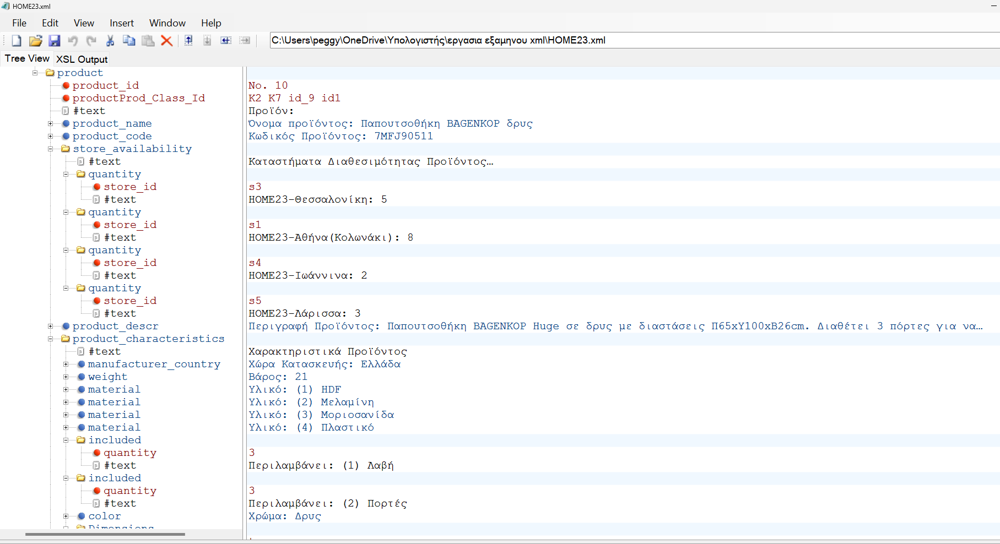 HOME23.xml
File Edit View Insert Window Help
C:\Users\peggy\OneDrive\Υπολογιστής\εργασια εξαμηνου xml\HOME23.xml
Tree View XSL Output
product
product_id No. 10
productProd_Class_Id K2 K7 id_9 id1
#text Προϊόν:
product_name Όνομα προϊόντος: Παπουτσοθήκη BAGENKOP δρυς
product_code Κωδικός Προϊόντος: 7MFJ90511
store_availability
#text Καταστήματα Διαθεσιμότητας Προϊόντος…
quantity
store_id s3
#text HOME23-Θεσσαλονίκη: 5
quantity
store_id s1
#text HOME23-Αθήνα(Κολωνάκι): 8
quantity
store_id s4
#text HOME23-Ιωάννινα: 2
quantity
store_id s5
#text HOME23-Λάρισσα: 3
product_descr Περιγραφή Προϊόντος: Παπουτσοθήκη BAGENKOP Huge σε δρυς με διαστάσεις Π65xΥ100xΒ26cm. Διαθέτει 3 πόρτες για να…
product_characteristics
#text Χαρακτηριστικά Προϊόντος
manufacturer_country Χώρα Κατασκευής: Ελλάδα
weight Βάρος: 21
material Υλικό: (1) HDF
material Υλικό: (2) Μελαμίνη
material Υλικό: (3) Μοριοσανίδα
material Υλικό: (4) Πλαστικό
included
quantity 3
#text Περιλαμβάνει: (1) Λαβή
included
quantity 3
#text Περιλαμβάνει: (2) Πορτές
color Χρώμα: Δρυς
Dimensions